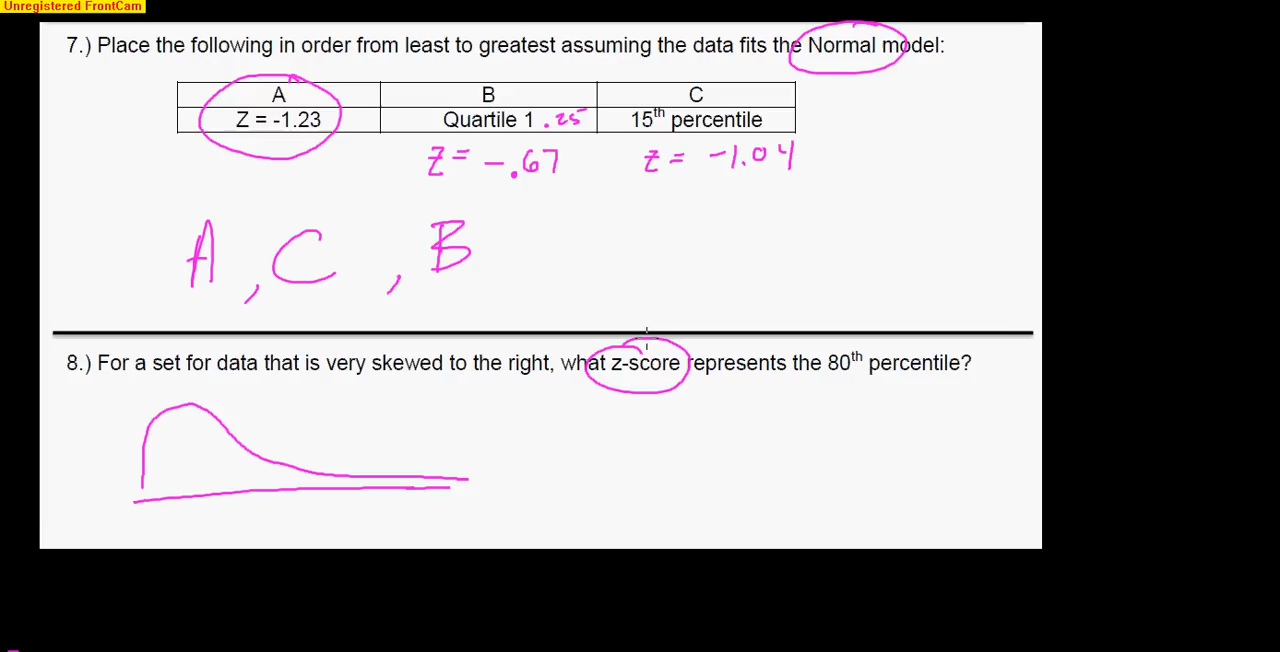 Unregistered FrontCam
7.) Place the following in order from least to greatest assuming the data fits the Normal model:
A B C
Z = -1.23 Quartile 1 .25 15th percentile
Z = -.67 z = -1.04
A, C, B
8.) For a set for data that is very skewed to the right, what z-score represents the 80th percentile?